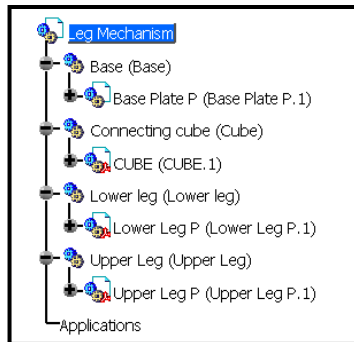 Leg Mechanism
Base (Base)
Base Plate P (Base Plate P.1)
Connecting cube (Cube)
CUBE (CUBE.1)
Lower leg (Lower leg)
Lower Leg P (Lower Leg P.1)
Upper Leg (Upper Leg)
Upper Leg P (Upper Leg P.1)
Applications